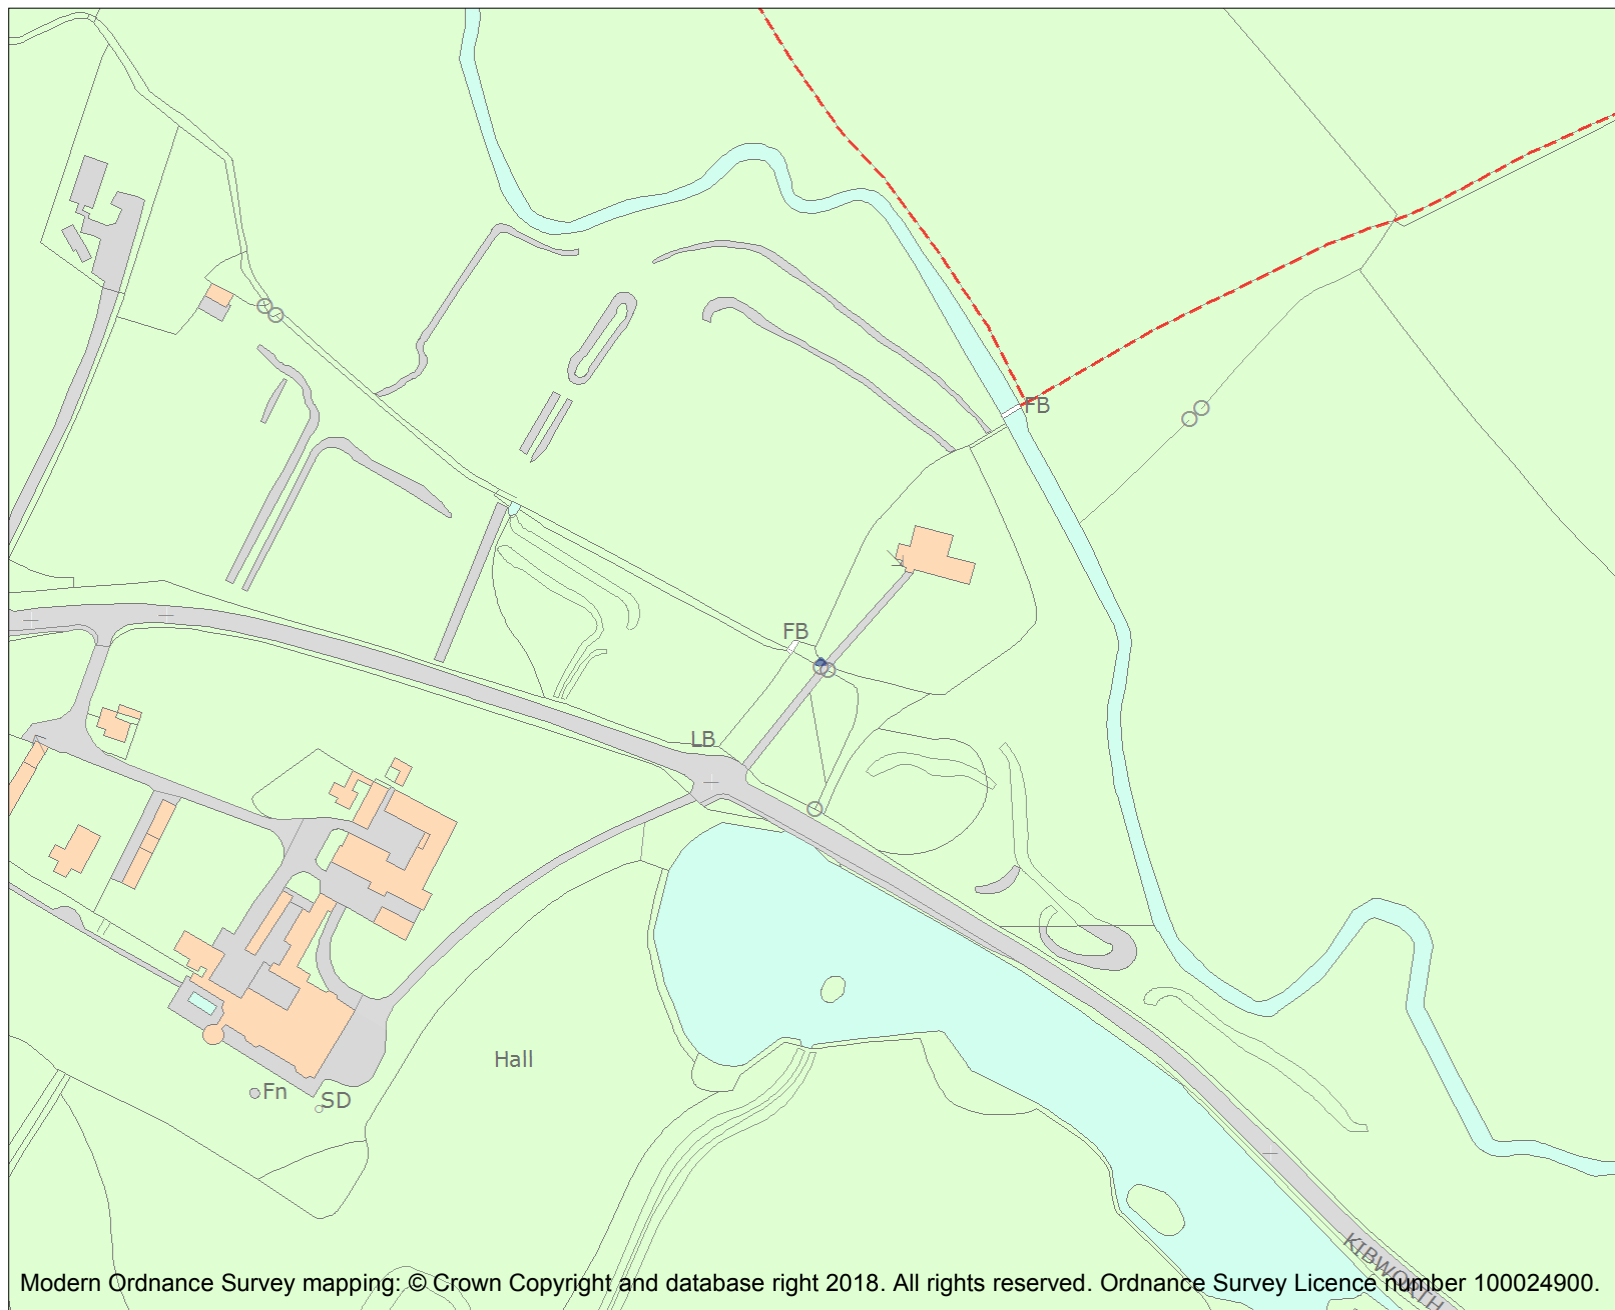 FB
FB
LB
Hall
Fn
SD
KIBWORTH
Modern Ordnance Survey mapping: © Crown Copyright and database right 2018. All rights reserved. Ordnance Survey Licence number 100024900.